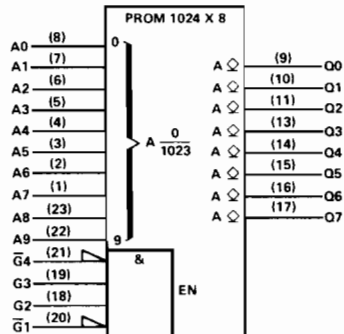 PROM 1024 X 8
A0 (8) 0
A1 (7)
A2 (6)
A3 (5)
A4 (4)
A5 (3)
A6 (2)
A7 (1)
A8 (23)
A9 (22) 9
A 0
1023
A (9) Q0
A (10) Q1
A (11) Q2
A (13) Q3
A (14) Q4
A (15) Q5
A (16) Q6
A (17) Q7
G̅4 (21) &
G3 (19)
EN
G2 (18)
G̅1 (20)